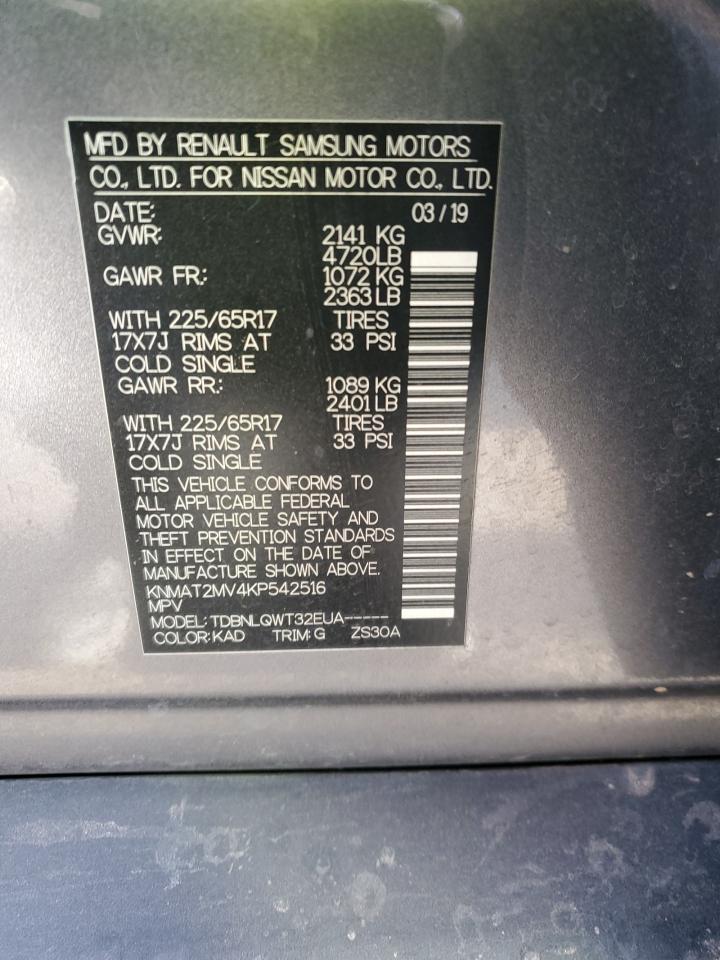 MFD BY RENAULT SAMSUNG MOTORS
CO., LTD. FOR NISSAN MOTOR CO., LTD.
DATE: 03 / 19
GVWR: 2141 KG
4720LB
GAWR FR.: 1072 KG
2363 LB
WITH 225/65R17 TIRES
17X7J RIMS AT 33 PSI
COLD SINGLE
GAWR RR.: 1089 KG
2401 LB
WITH 225/65R17 TIRES
17X7J RIMS AT 33 PSI
COLD SINGLE
THIS VEHICLE CONFORMS TO
ALL APPLICABLE FEDERAL
MOTOR VEHICLE SAFETY AND
THEFT PREVENTION STANDARDS
IN EFFECT ON THE DATE OF
MANUFACTURE SHOWN ABOVE.
KNMAT2MV4KP542516
MPV
MODEL: TDBNLQWT32EUA-----
COLOR: KAD TRIM: G ZS30A